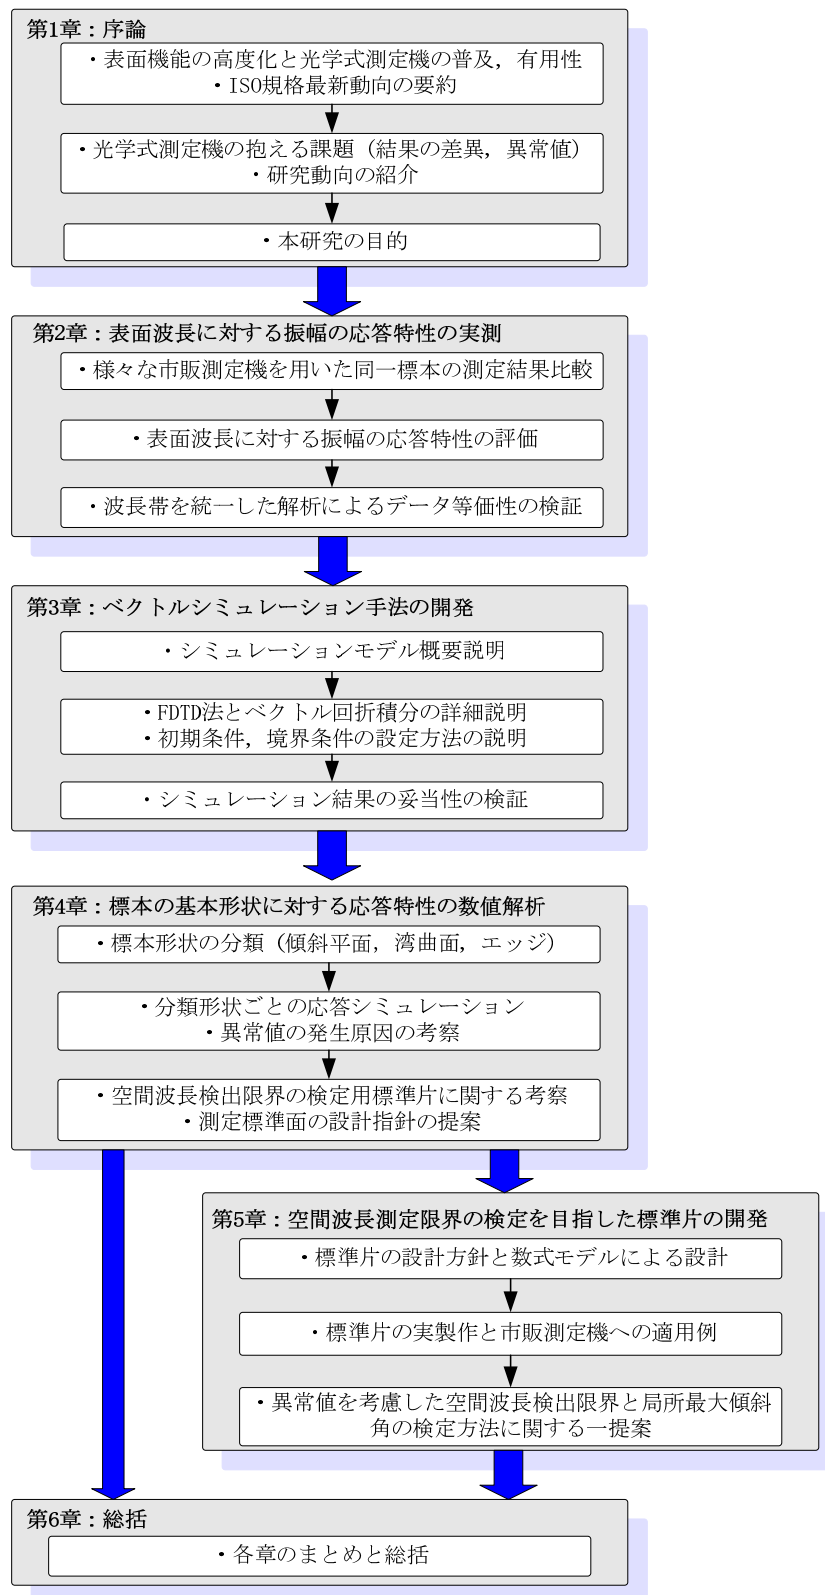 第1章：序論
・表面機能の高度化と光学式測定機の普及，有用性
・ISO規格最新動向の要約
・光学式測定機の抱える課題（結果の差異，異常値）
・研究動向の紹介
・本研究の目的
第2章：表面波長に対する振幅の応答特性の実測
・様々な市販測定機を用いた同一標本の測定結果比較
・表面波長に対する振幅の応答特性の評価
・波長帯を統一した解析によるデータ等価性の検証
第3章：ベクトルシミュレーション手法の開発
・シミュレーションモデル概要説明
・FDTD法とベクトル回折積分の詳細説明
・初期条件，境界条件の設定方法の説明
・シミュレーション結果の妥当性の検証
第4章：標本の基本形状に対する応答特性の数値解析
・標本形状の分類（傾斜平面，湾曲面，エッジ）
・分類形状ごとの応答シミュレーション
・異常値の発生原因の考察
・空間波長検出限界の検定用標準片に関する考察
・測定標準面の設計指針の提案
第5章：空間波長測定限界の検定を目指した標準片の開発
・標準片の設計方針と数式モデルによる設計
・標準片の実製作と市販測定機への適用例
・異常値を考慮した空間波長検出限界と局所最大傾斜
角の検定方法に関する一提案
第6章：総括
・各章のまとめと総括